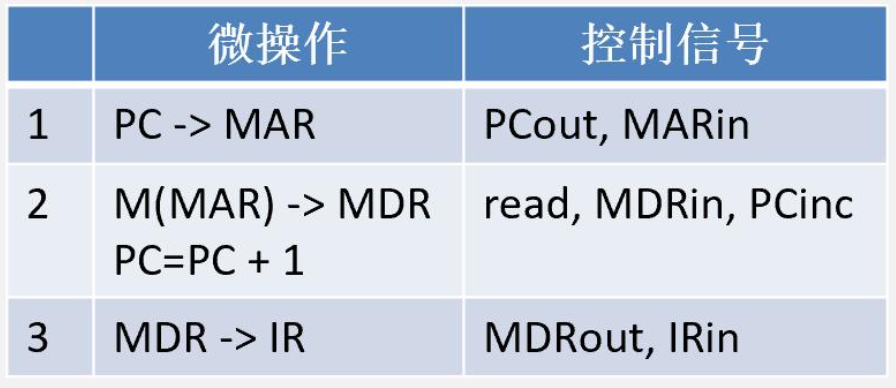 微操作 控制信号
1 PC -> MAR PCout, MARin
2 M(MAR) -> MDR read, MDRin, PCinc
PC=PC + 1
3 MDR -> IR MDRout, IRin